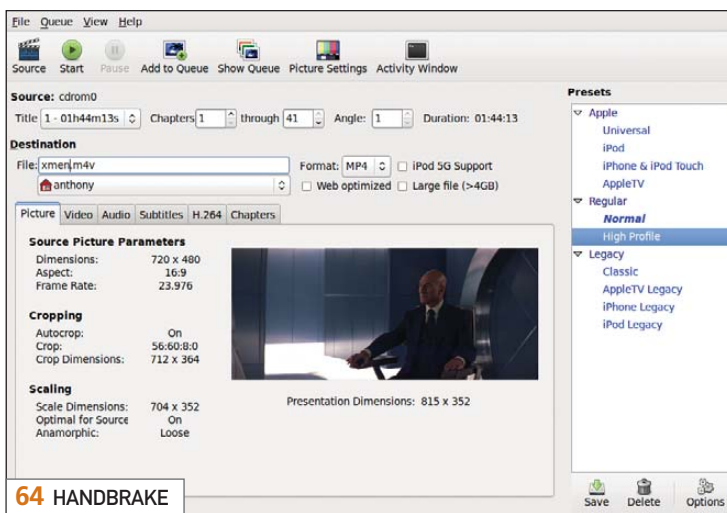 File Queue View Help
Source Start Pause Add to Queue Show Queue Picture Settings Activity Window
Source: cdrom0
Title 1 - 01h44m13s Chapters 1 through 41 Angle: 1 Duration: 01:44:13
Destination
File: xmen.m4v Format: MP4 iPod 5G Support
anthony Web optimized Large file (>4GB)
Picture Video Audio Subtitles H.264 Chapters
Source Picture Parameters
Dimensions: 720 x 480
Aspect: 16:9
Frame Rate: 23.976
Cropping
Autocrop: On
Crop: 56:60:8:0
Crop Dimensions: 712 x 364
Scaling
Scale Dimensions: 704 x 352
Optimal for Source On
Anamorphic: Loose
Presentation Dimensions: 815 x 352
Presets
Apple
Universal
iPod
iPhone & iPod Touch
AppleTV
Regular
Normal
High Profile
Legacy
Classic
AppleTV Legacy
iPhone Legacy
iPod Legacy
Save Delete Options
64 HANDBRAKE